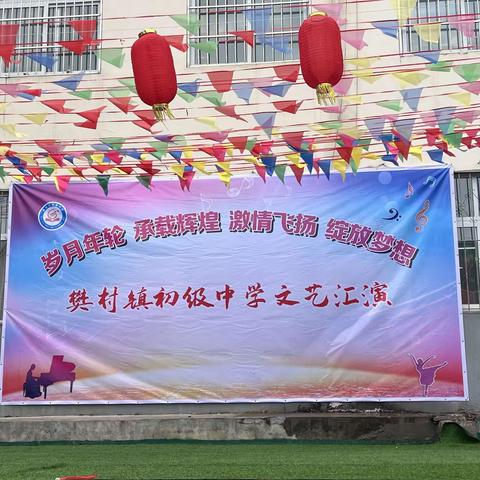 岁月年轮 承载辉煌 激情飞扬 绽放梦想
樊村镇初级中学文艺汇演